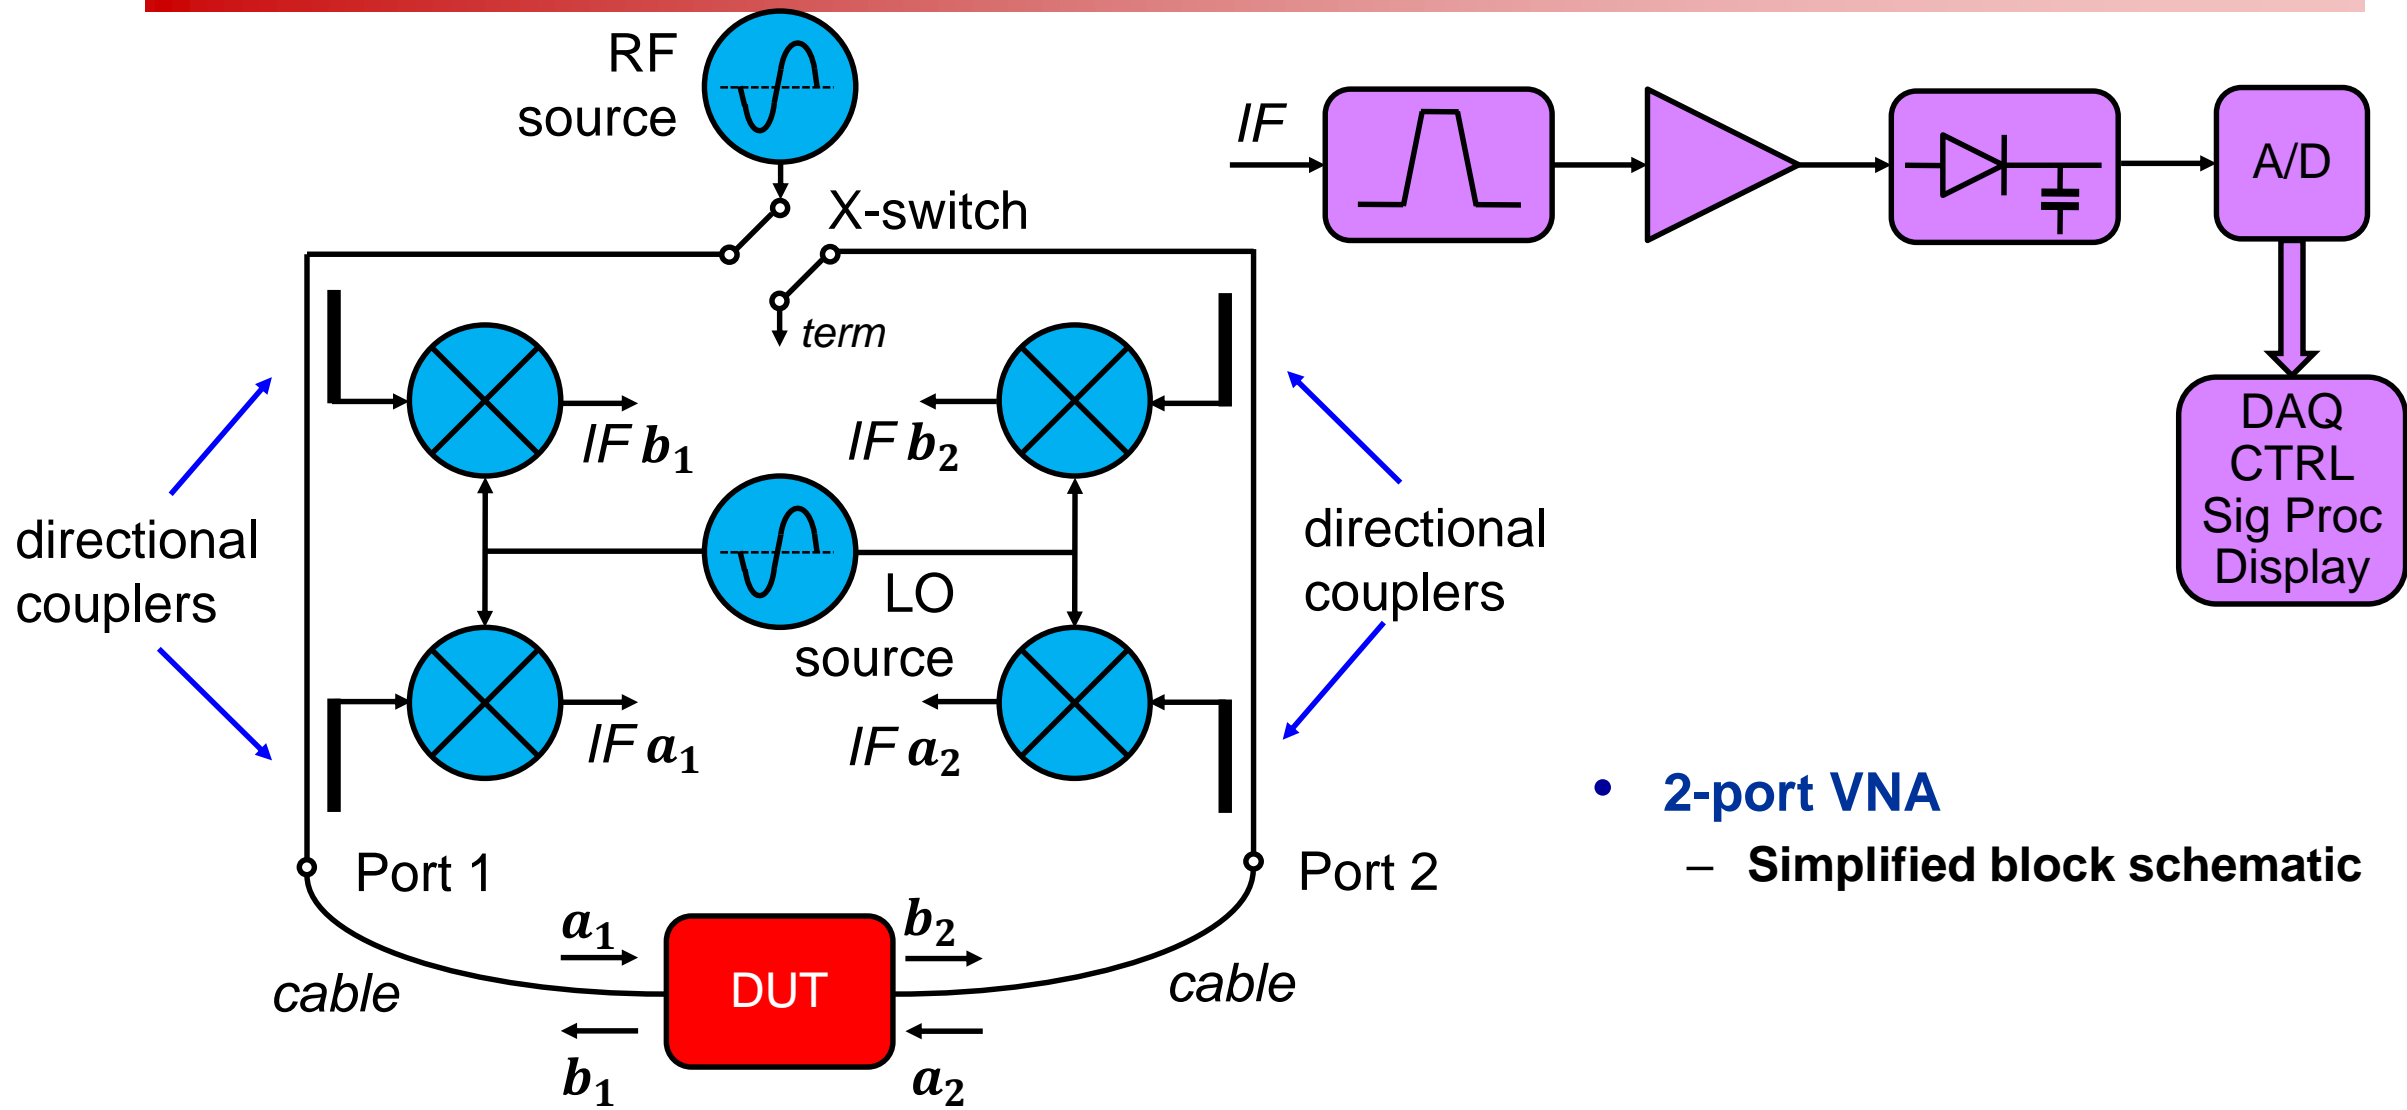 RF
source
X-switch
term
IF
A/D
IF b₁
IF b₂
directional
couplers
LO
source
directional
couplers
DAQ
CTRL
Sig Proc
Display
IF a₁
IF a₂
• 2-port VNA
– Simplified block schematic
Port 1
Port 2
a₁
b₂
cable
DUT
cable
b₁
a₂